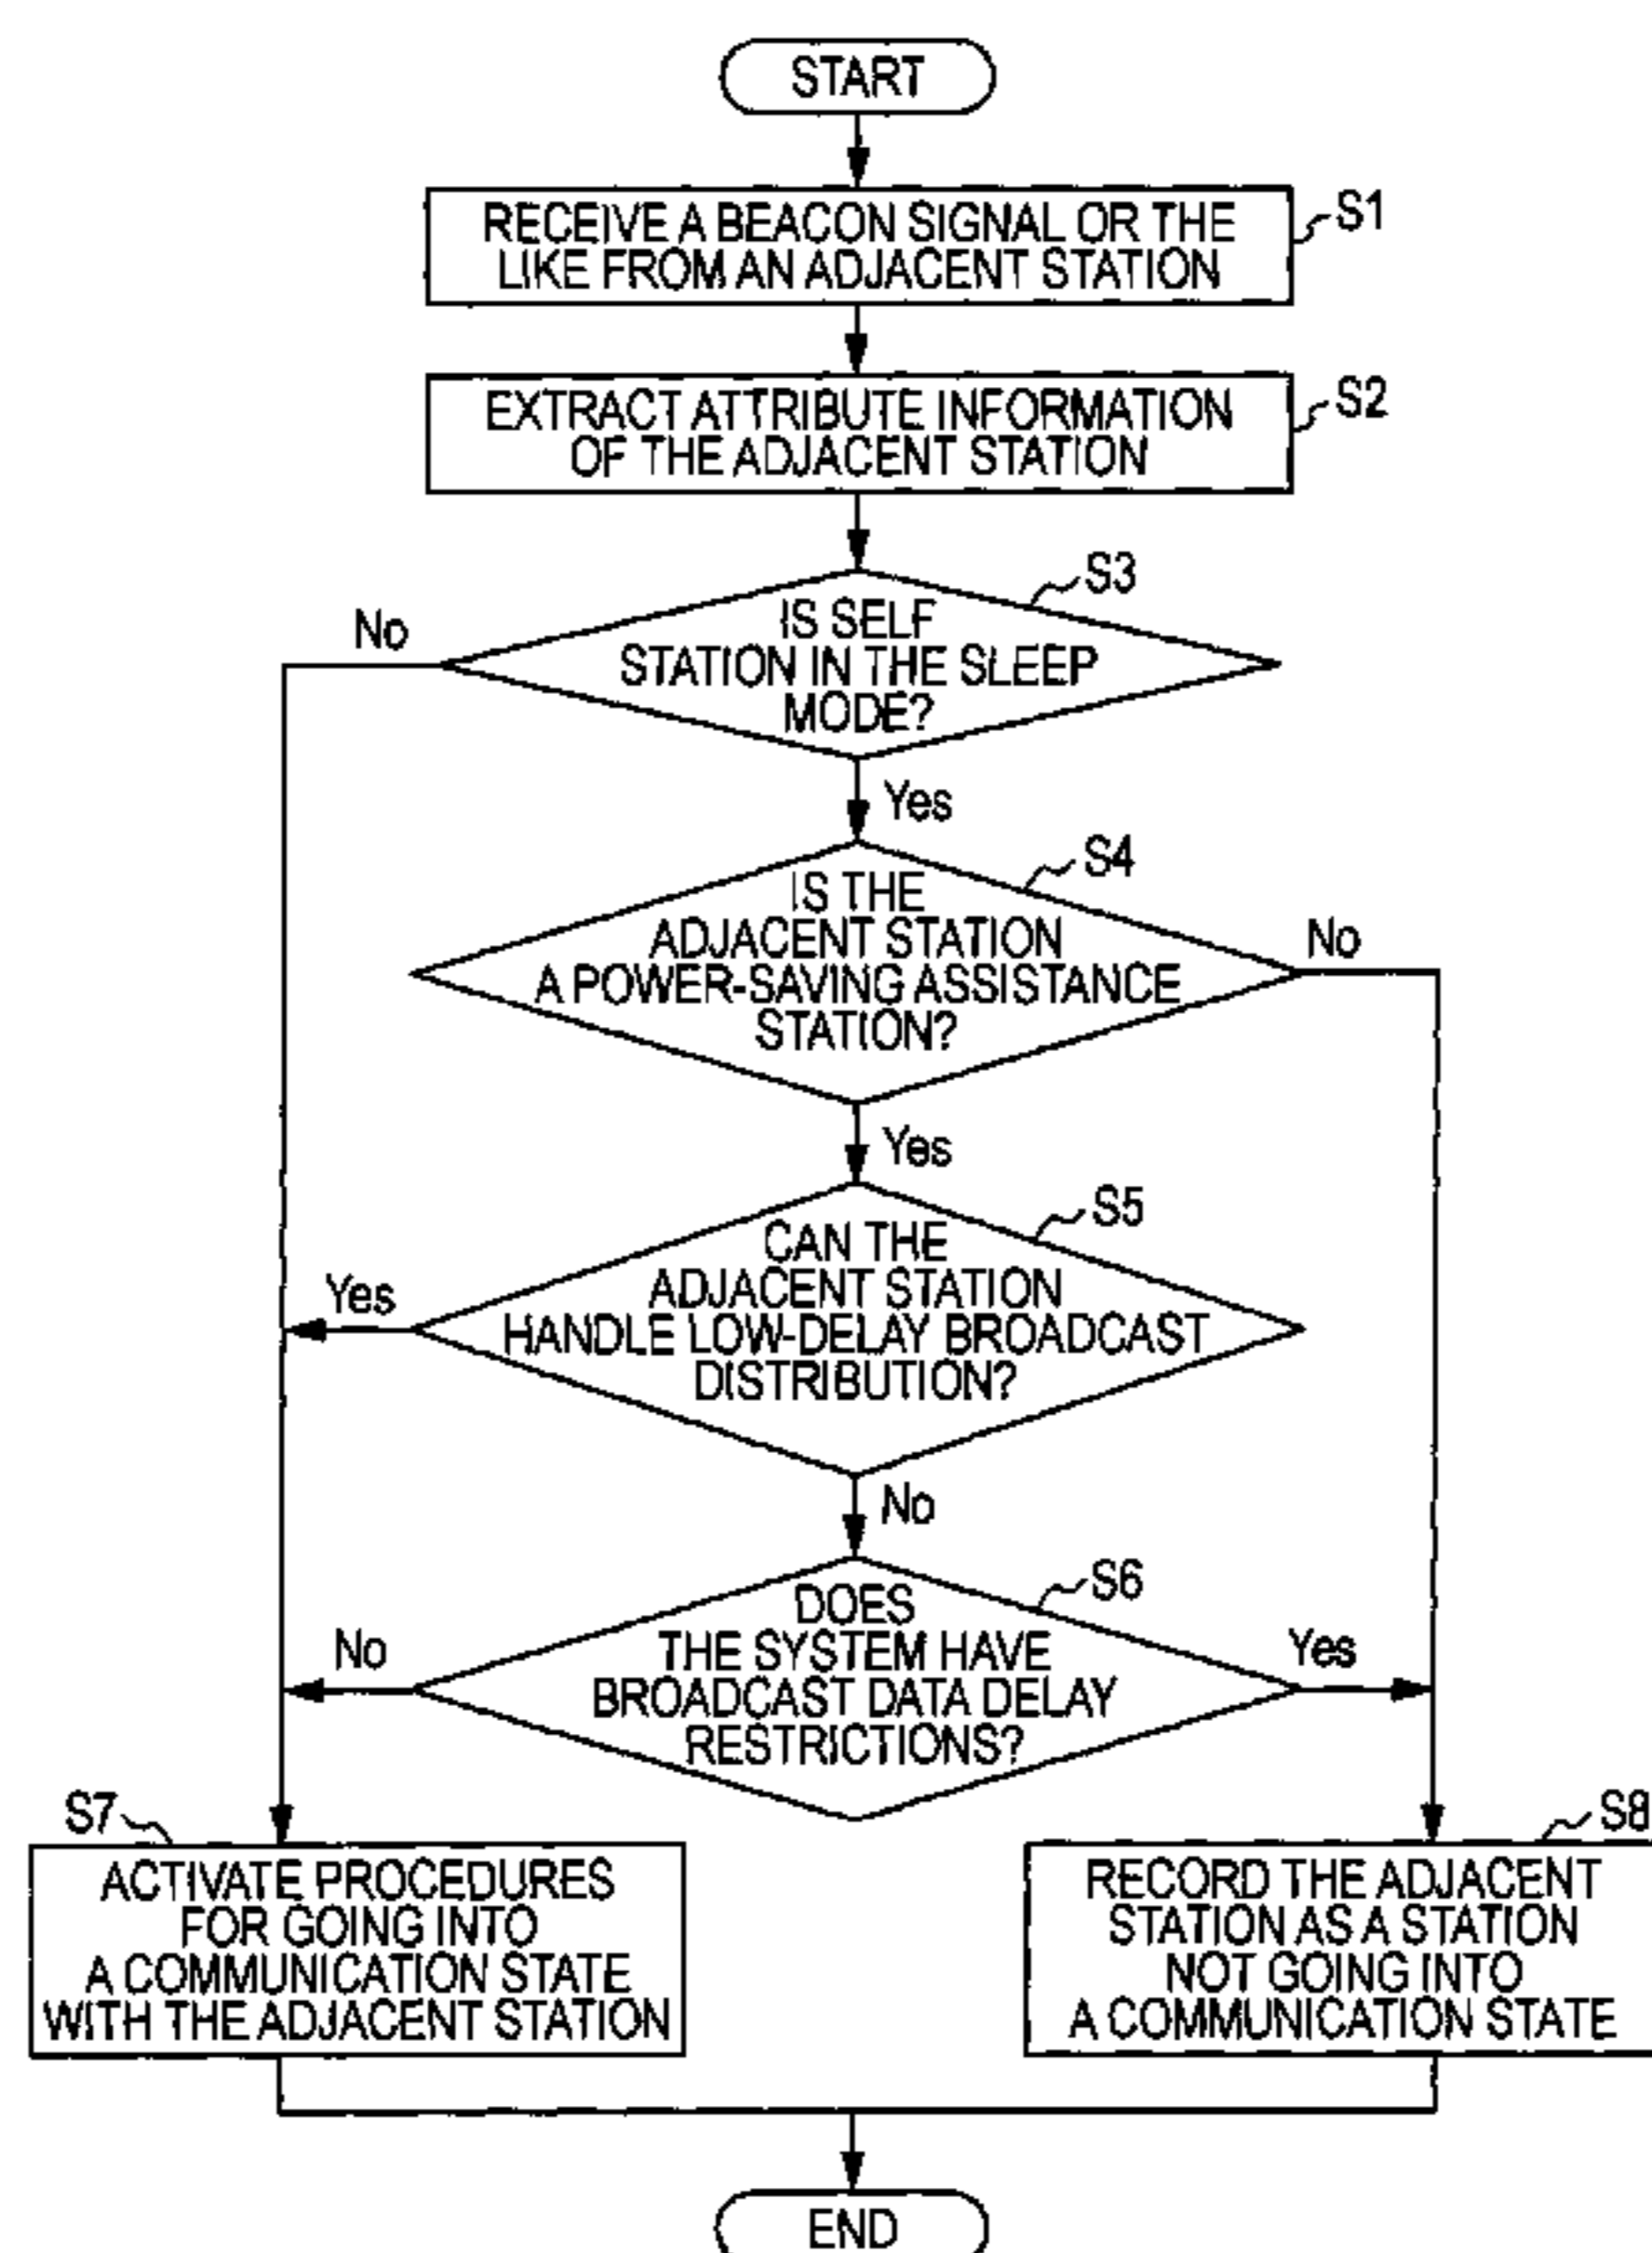 START
RECEIVE A BEACON SIGNAL OR THE
LIKE FROM AN ADJACENT STATION
S1
EXTRACT ATTRIBUTE INFORMATION
OF THE ADJACENT STATION
S2
S3
No
IS SELF
STATION IN THE SLEEP
MODE?
Yes
S4
IS THE
ADJACENT STATION
A POWER-SAVING ASSISTANCE
STATION?
No
Yes
S5
CAN THE
ADJACENT STATION
HANDLE LOW-DELAY BROADCAST
DISTRIBUTION?
Yes
No
S6
DOES
THE SYSTEM HAVE
BROADCAST DATA DELAY
RESTRICTIONS?
No
Yes
S7
ACTIVATE PROCEDURES
FOR GOING INTO
A COMMUNICATION STATE
WITH THE ADJACENT STATION
S8
RECORD THE ADJACENT
STATION AS A STATION
NOT GOING INTO
A COMMUNICATION STATE
END